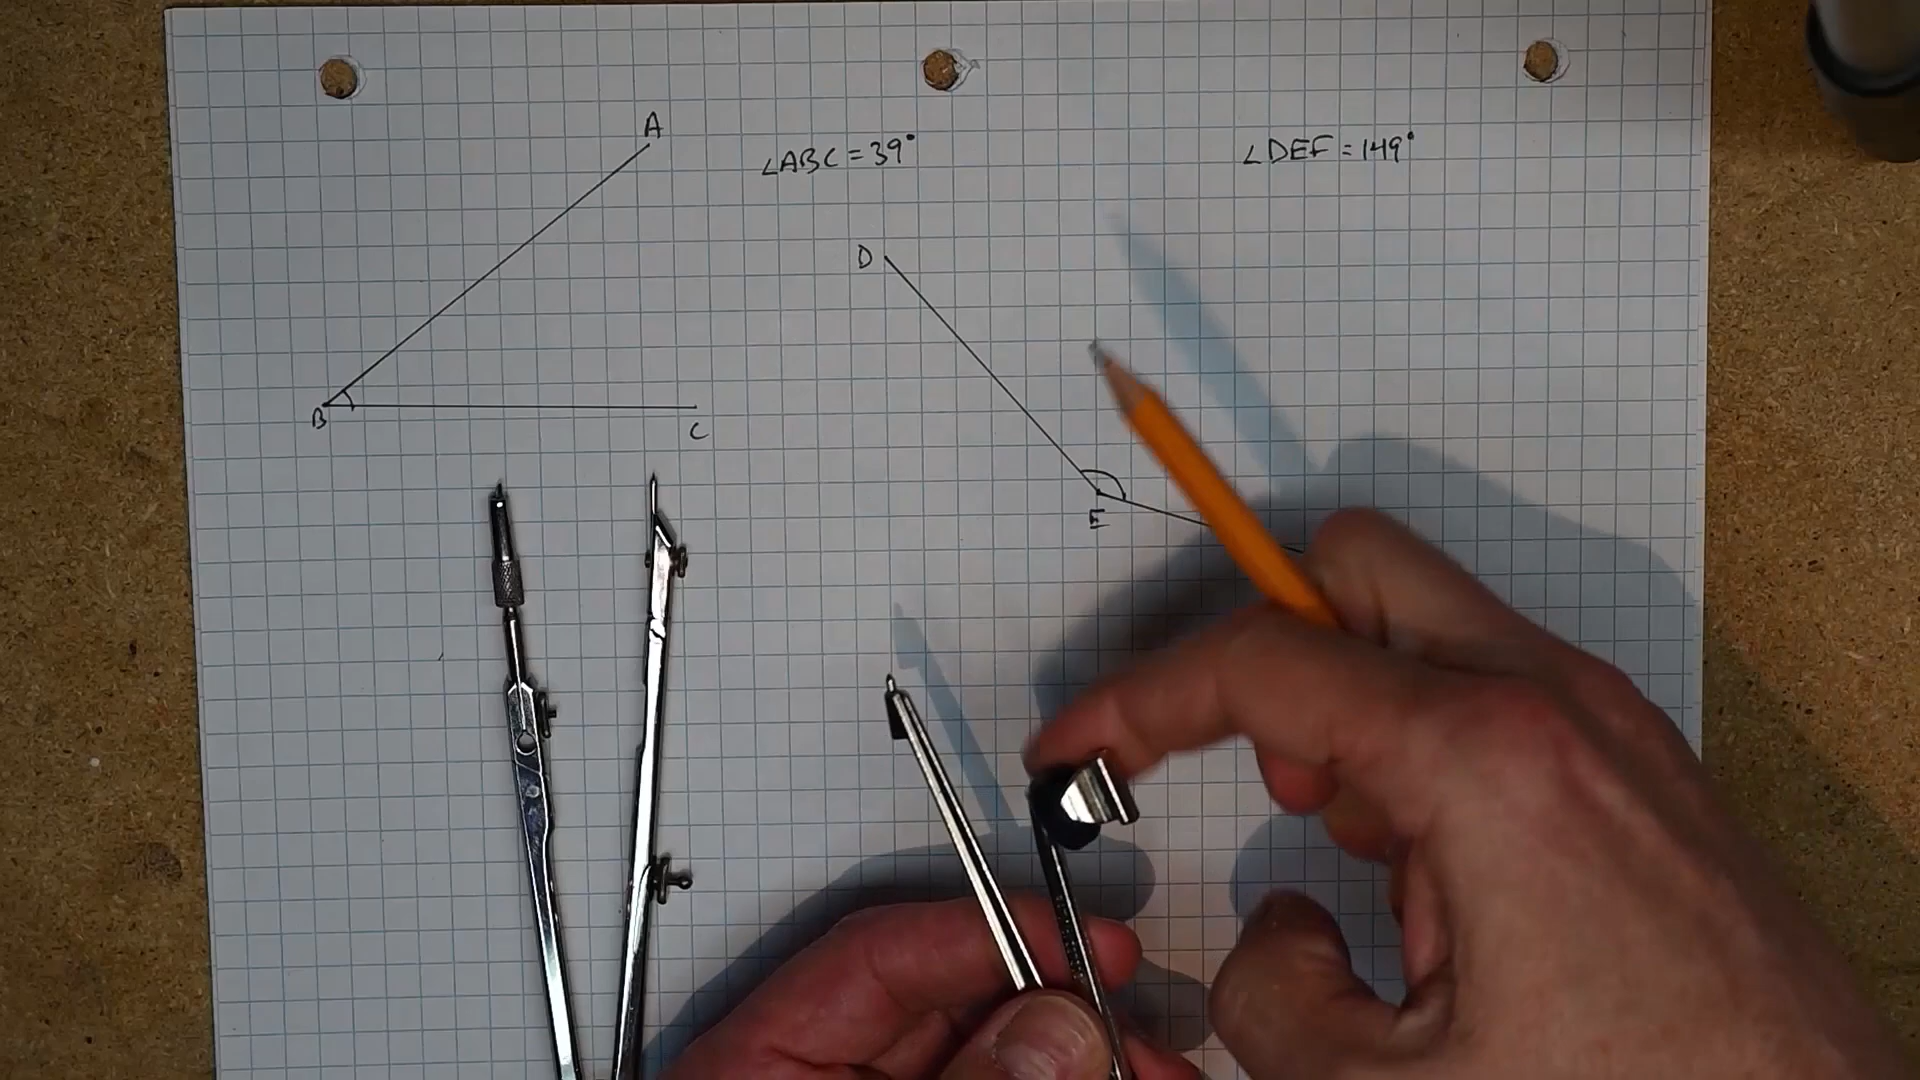 A
∠ABC = 39°
∠DEF = 149°
D
B
C
E